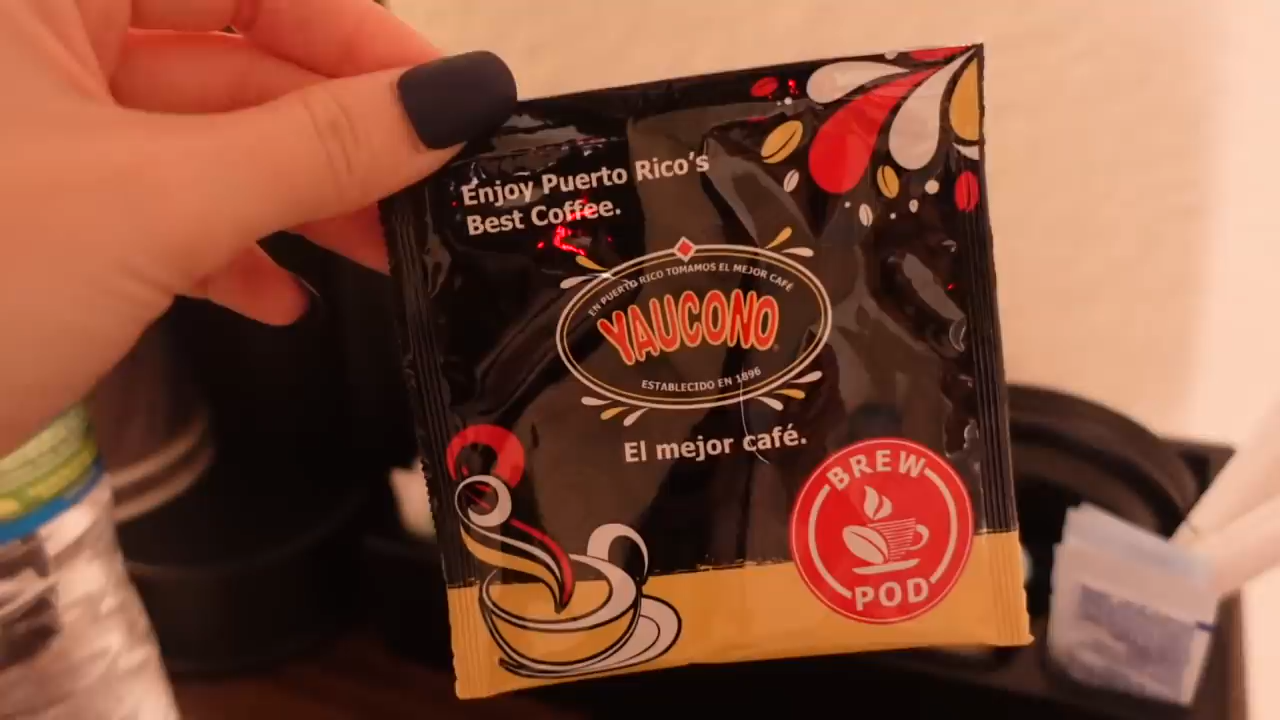 Enjoy Puerto Rico's
Best Coffee.
EN PUERTO RICO TOMAMOS EL MEJOR CAFÉ
YAUCONO
ESTABLECIDO EN 1896
El mejor café.
BREW
POD